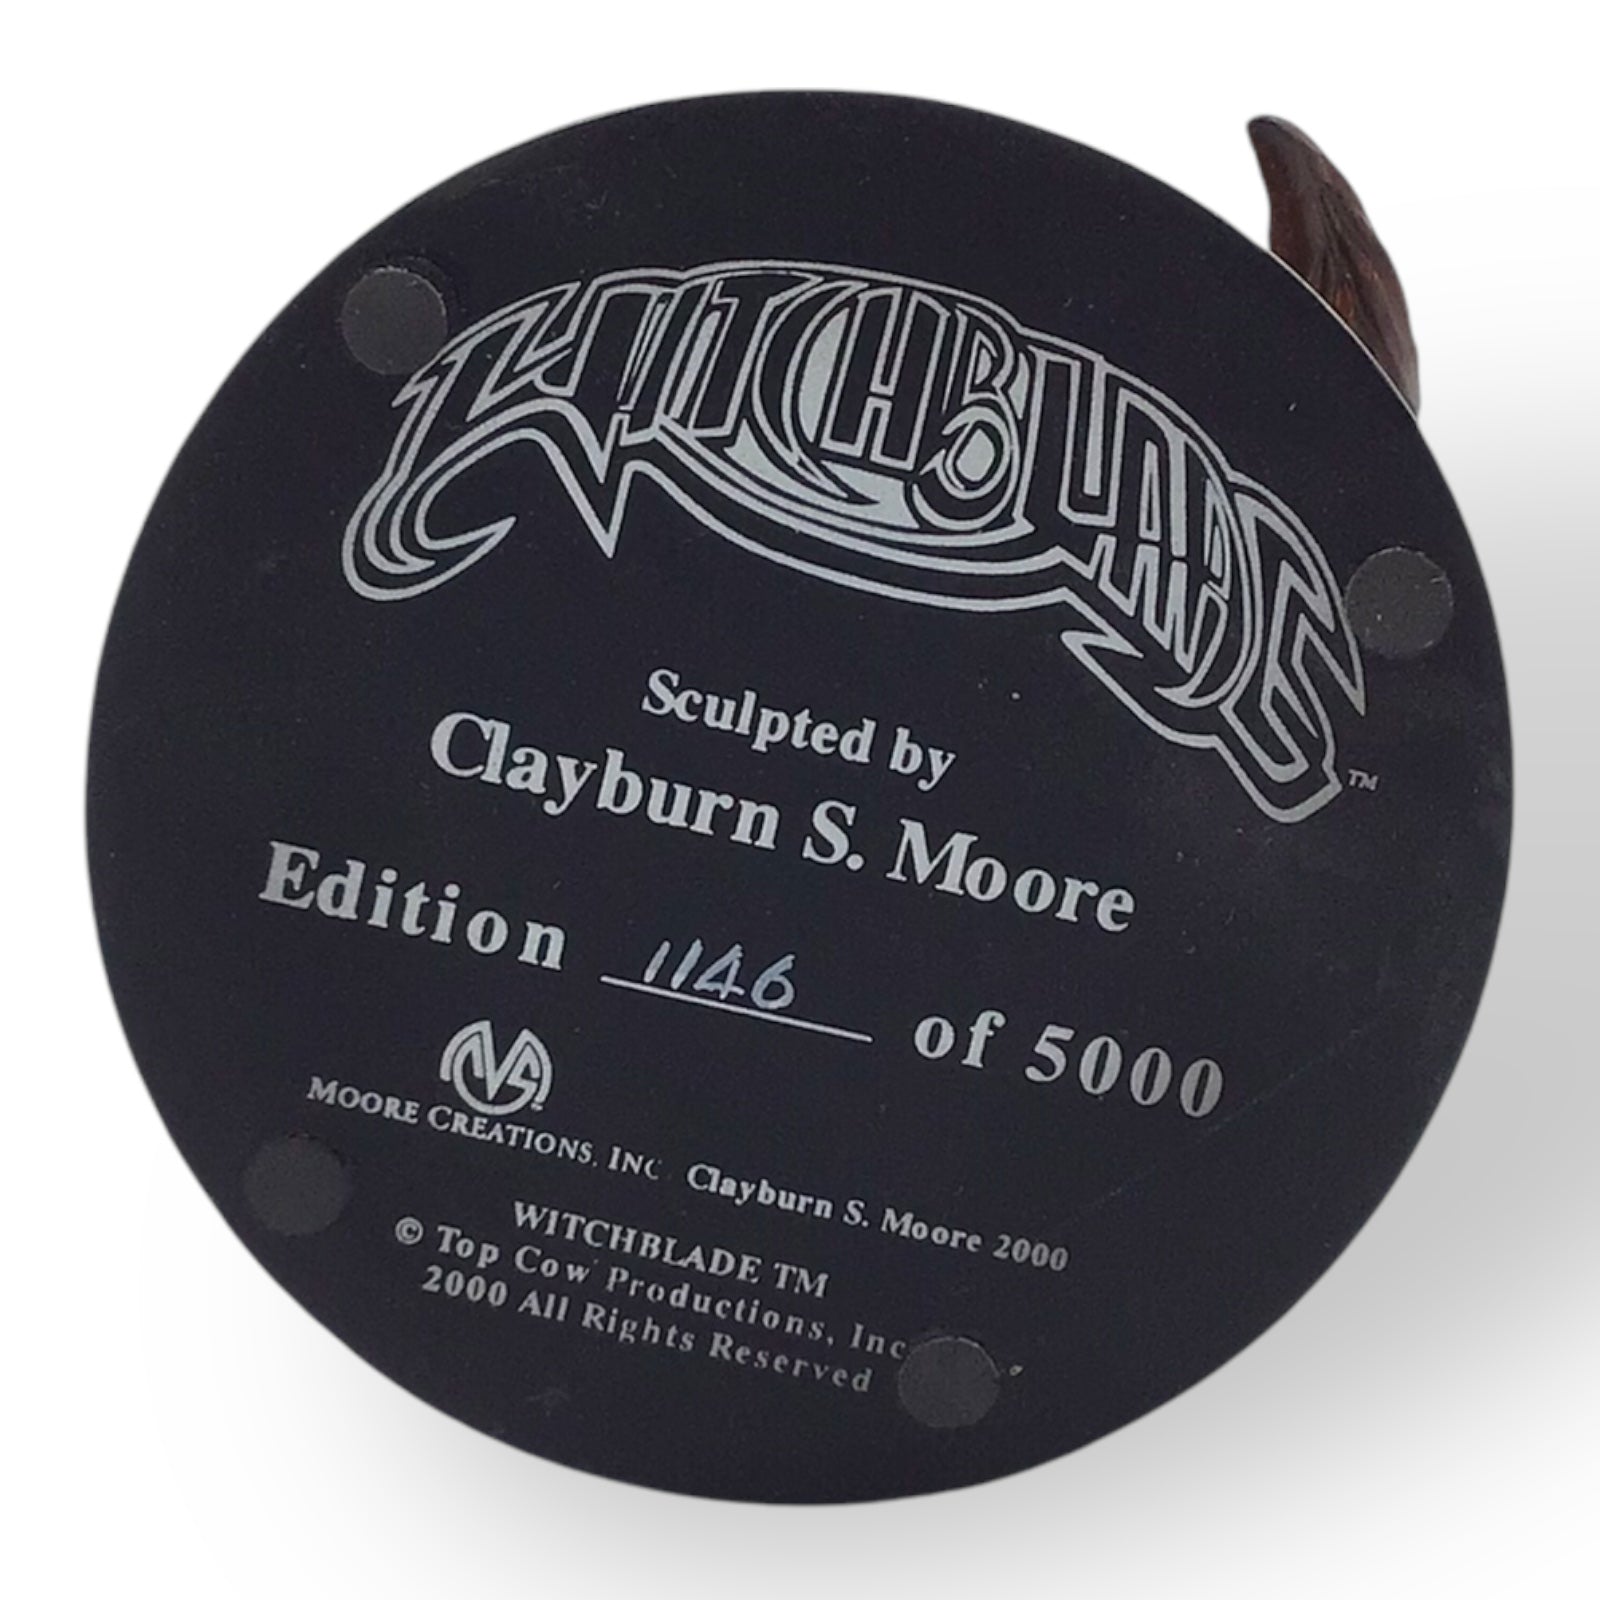 WITCHBLADE TM
Sculpted by
Clayburn S. Moore
Edition 1146 of 5000
MOORE CREATIONS, INC. Clayburn S. Moore 2000
WITCHBLADE TM
© Top Cow Productions, Inc
2000 All Rights Reserved